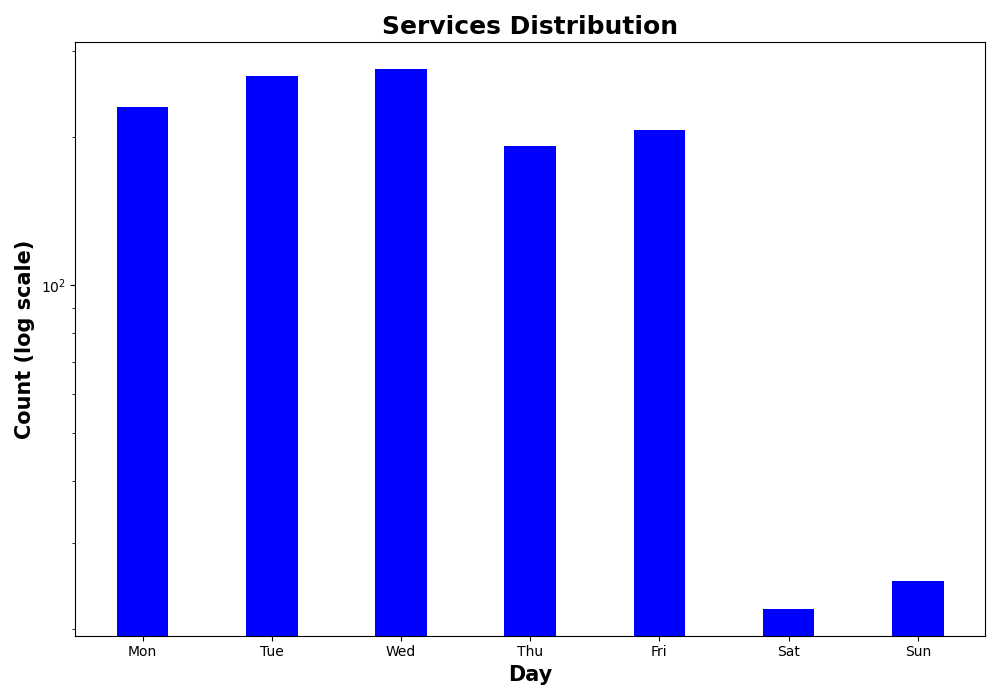 Services Distribution
Count (log scale)
10²
Mon Tue Wed Thu Fri Sat Sun
Day